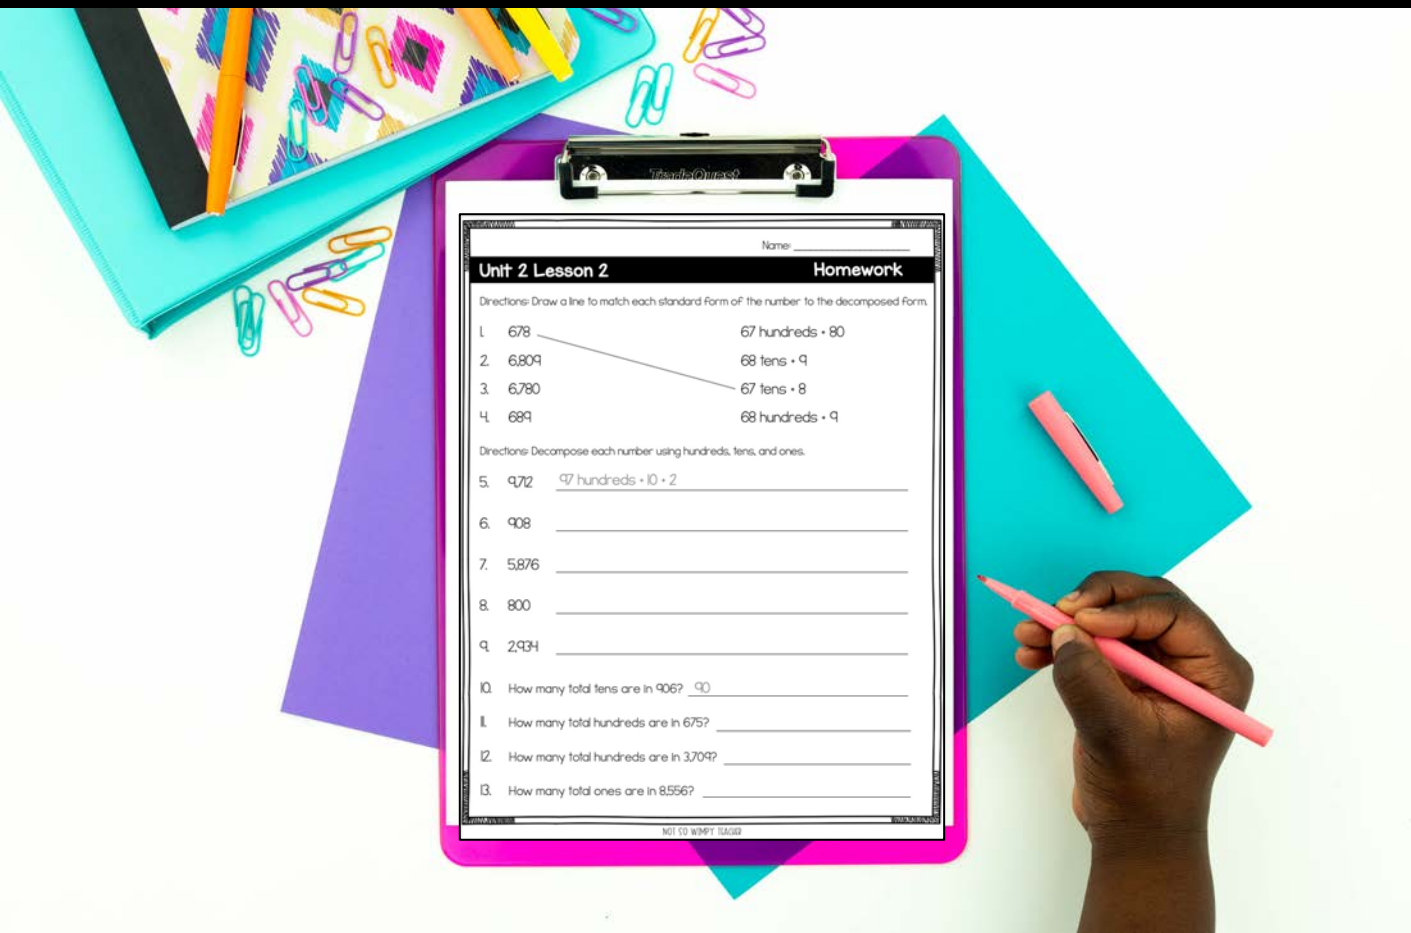 TradeQuest
Name: ____________
Unit 2 Lesson 2 Homework
Directions: Draw a line to match each standard form of the number to the decomposed form.
1. 678 67 hundreds + 80
2. 6,809 68 tens + 9
3. 6,780 67 tens + 8
4. 689 68 hundreds + 9
Directions: Decompose each number using hundreds, tens, and ones.
5. 9,712 97 hundreds + 10 + 2
6. 908
7. 5,876
8. 800
9. 2,934
10. How many total tens are in 906? 90
11. How many total hundreds are in 675?
12. How many total hundreds are in 3,709?
13. How many total ones are in 8,556?
NOT SO WIMPY TEACHER